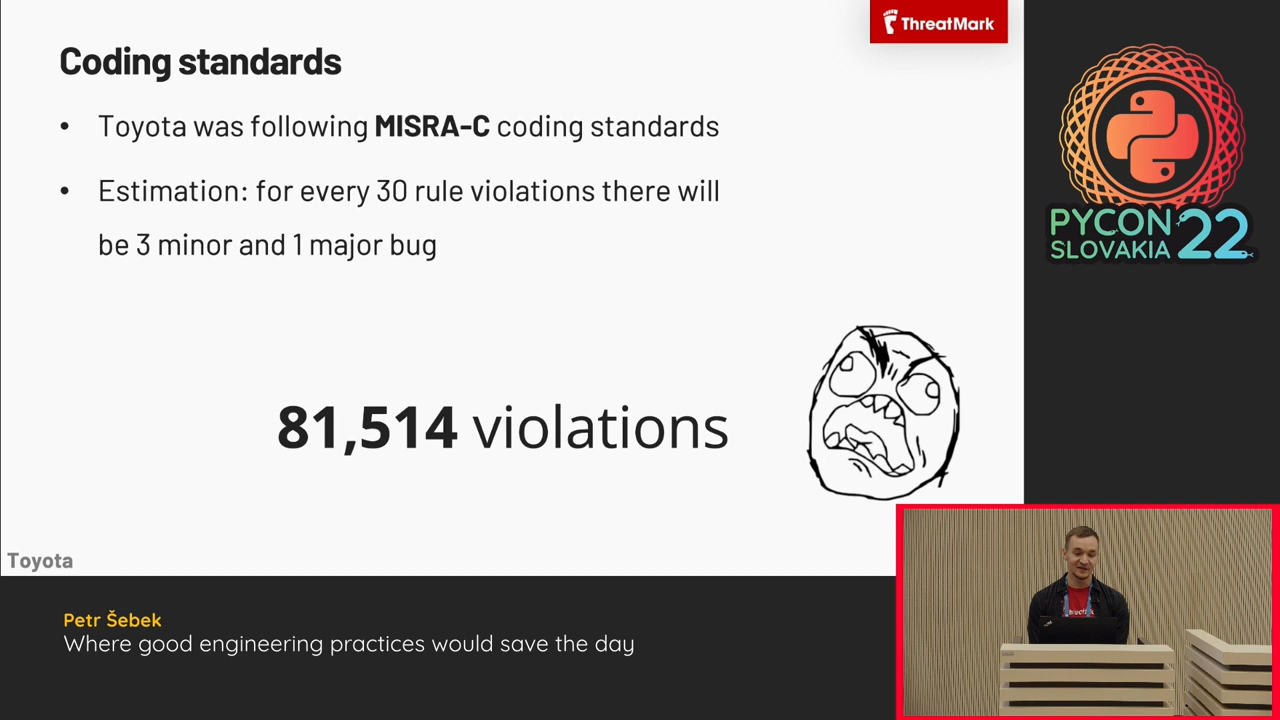 ThreatMark
Coding standards
• Toyota was following MISRA-C coding standards
• Estimation: for every 30 rule violations there will
be 3 minor and 1 major bug
81,514 violations
Toyota
PYCON 22
SLOVAKIA
Petr Šebek
Where good engineering practices would save the day